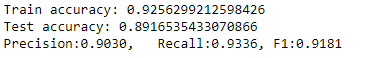 Train accuracy: 0.9256299212598426
Test accuracy: 0.8916535433070866
Precision:0.9030,   Recall:0.9336, F1:0.9181